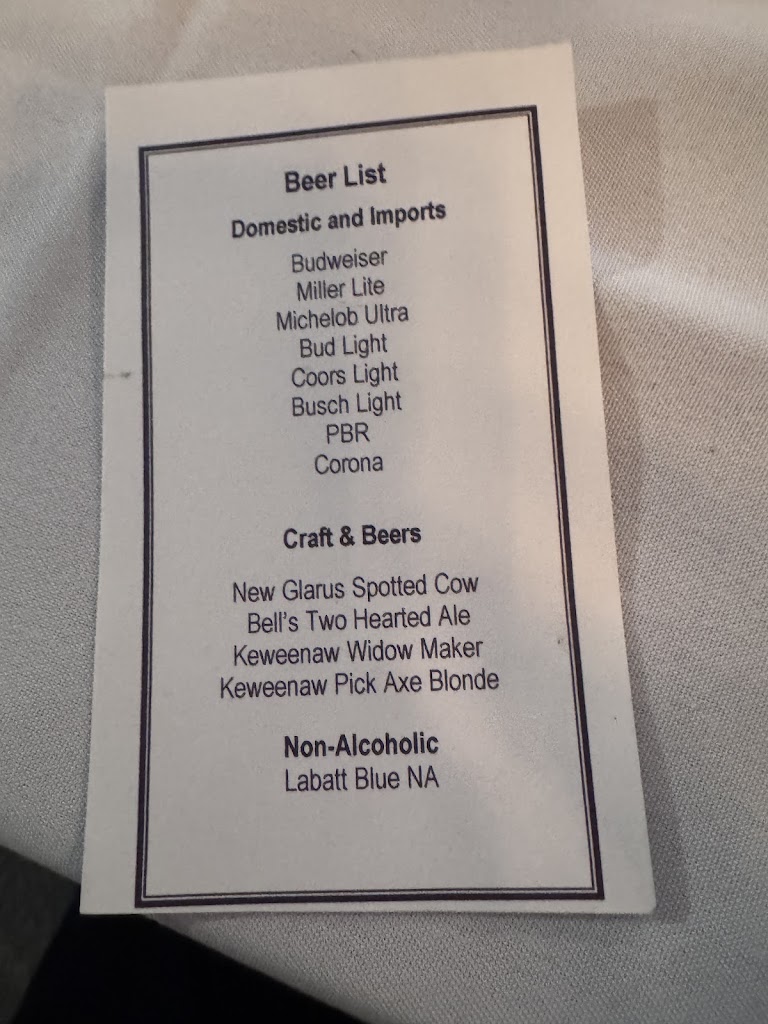 Beer List
Domestic and Imports
Budweiser
Miller Lite
Michelob Ultra
Bud Light
Coors Light
Busch Light
PBR
Corona
Craft & Beers
New Glarus Spotted Cow
Bell's Two Hearted Ale
Keweenaw Widow Maker
Keweenaw Pick Axe Blonde
Non-Alcoholic
Labatt Blue NA